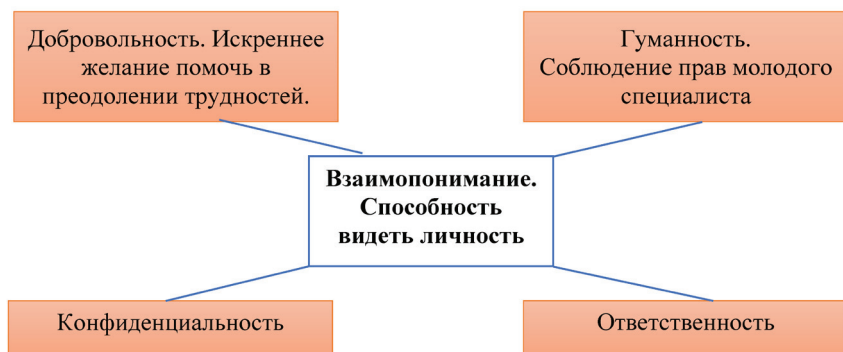 Добровольность. Искреннее
желание помочь в
преодолении трудностей.
Гуманность.
Соблюдение прав молодого
специалиста
Взаимопонимание.
Способность
видеть личность
Конфиденциальность
Ответственность